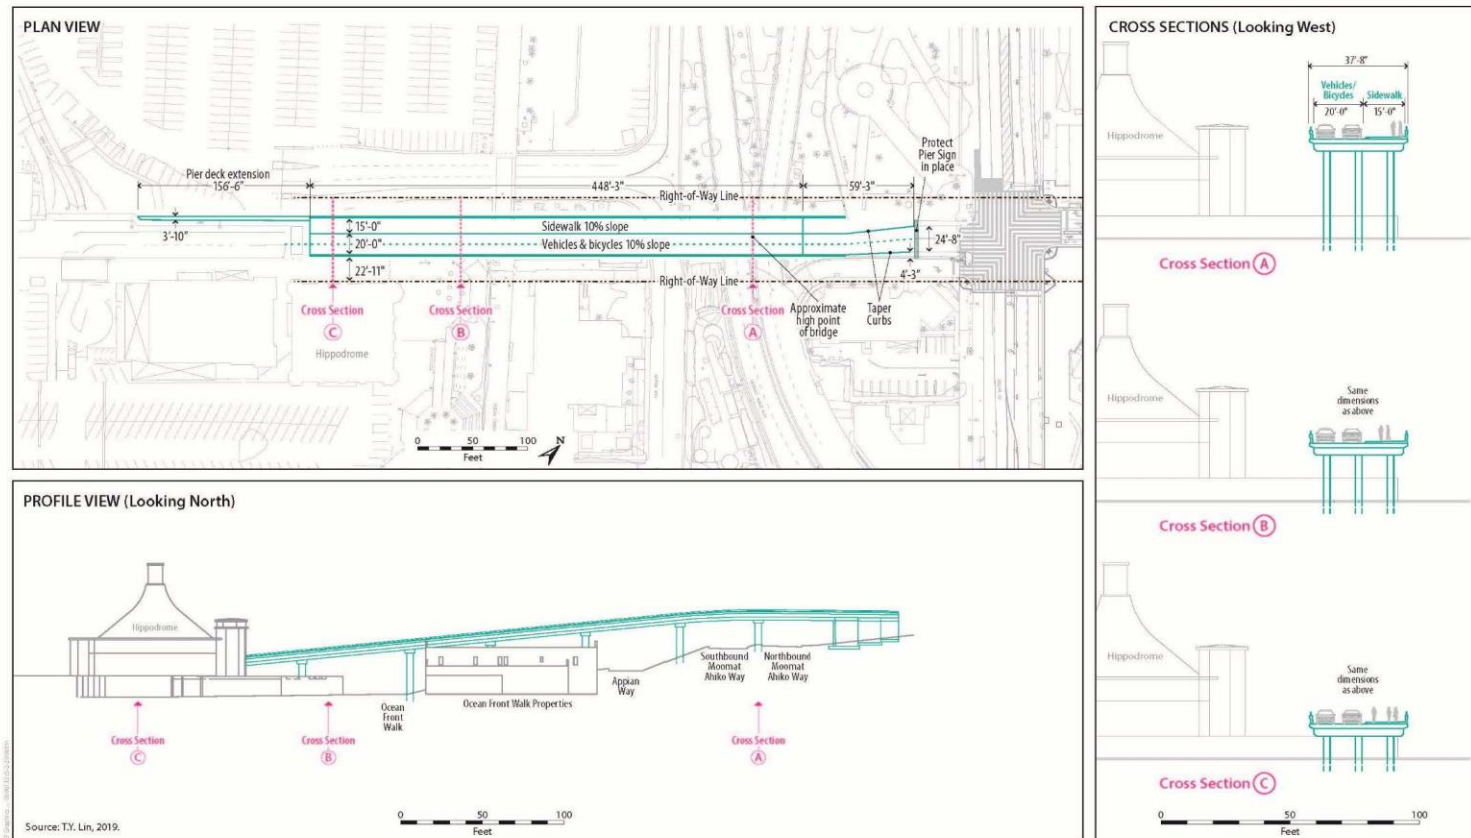 PLAN VIEW
Pier deck extension
156'-6"
448'-3"
59'-3"
Protect
Pier Sign
in place
Right-of-Way Line
3'-10"
15'-0"
Sidewalk 10% slope
20'-0"
Vehicles & bicycles 10% slope
24'-8"
22'-11"
4'-3"
Right-of-Way Line
Cross Section
C
Cross Section
B
Cross Section
A
Approximate
high point
of bridge
Taper
Curbs
Hippodrome
0 50 100
Feet
N
PROFILE VIEW (Looking North)
Hippodrome
Ocean
Front
Walk
Ocean Front Walk Properties
Appian
Way
Southbound
Moomat
Ahiko Way
Northbound
Moomat
Ahiko Way
Cross Section
C
Cross Section
B
Cross Section
A
0 50 100
Feet
Source: T.Y. Lin, 2019.
CROSS SECTIONS (Looking West)
37'-8"
Vehicles/
Bicycles
Sidewalk
20'-0"
15'-0"
Hippodrome
Cross Section A
Hippodrome
Same
dimensions
as above
Cross Section B
Hippodrome
Same
dimensions
as above
Cross Section C
0 50 100
Feet